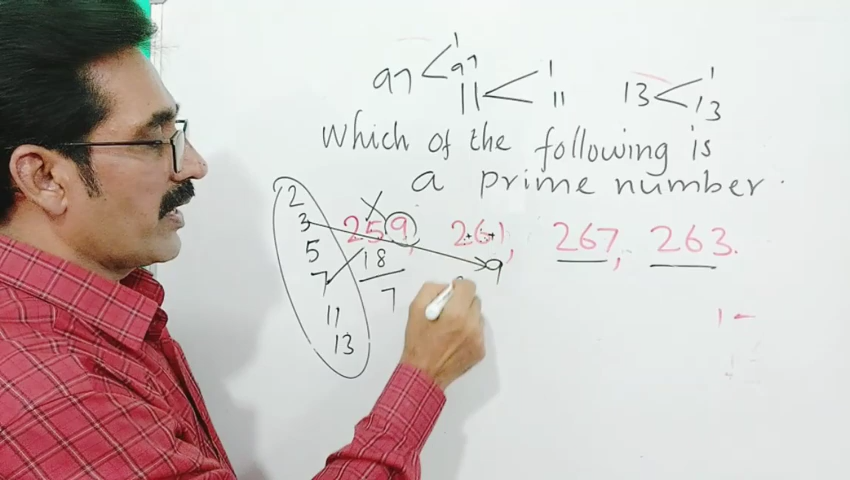 97 < 1 97
11 < 1 11
13 < 1 13
Which of the following is
a prime number.
259, 261, 267, 263.
2
3
5
7
11
13
18
7
9